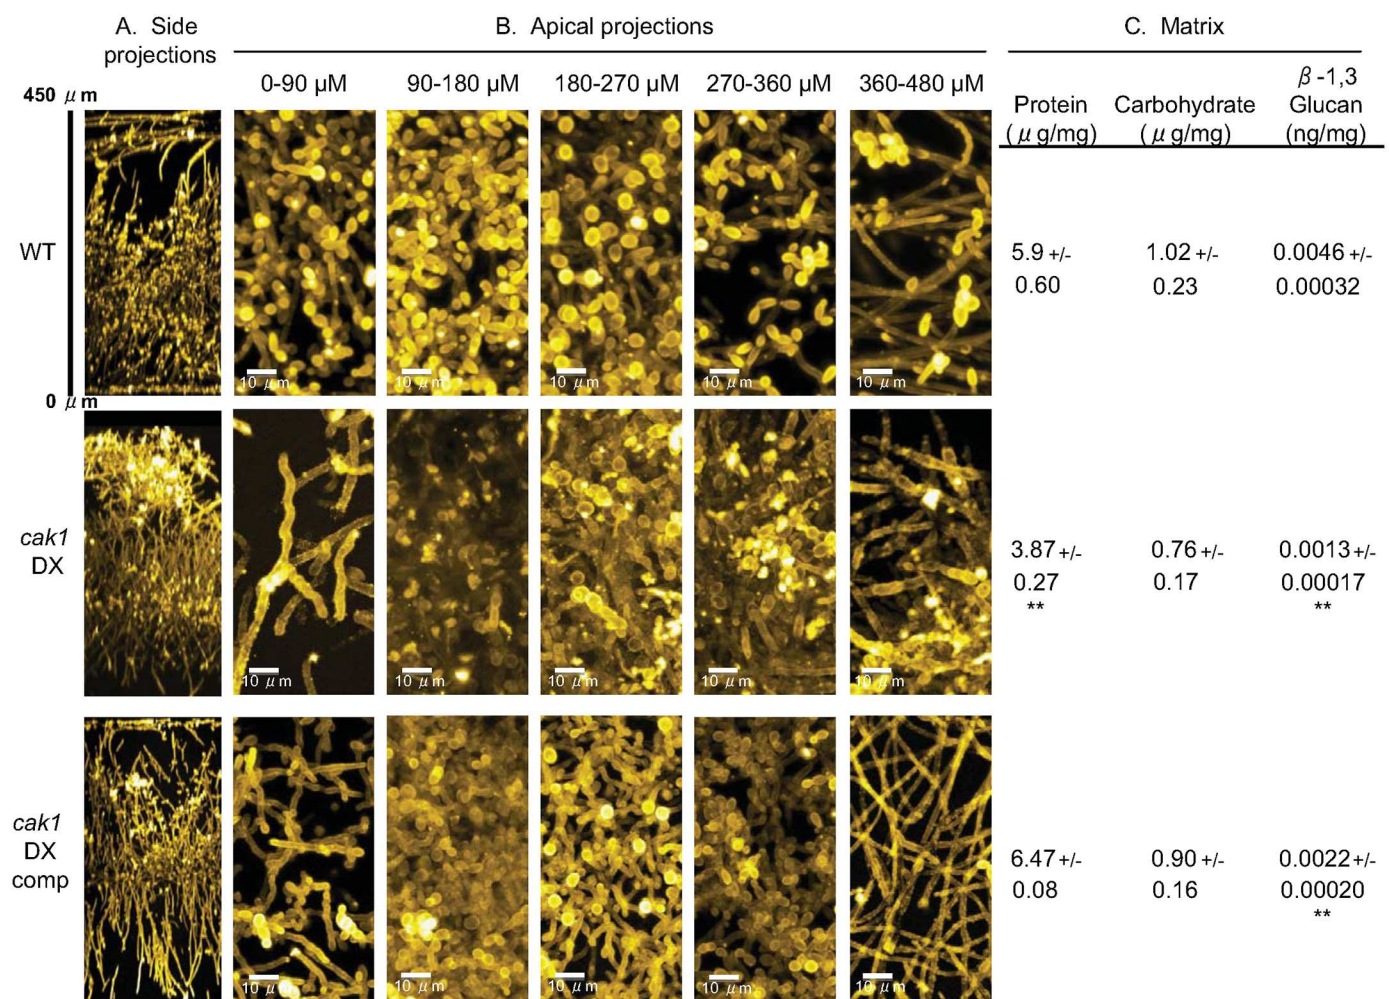 A. Side
projections
B. Apical projections
C. Matrix
0-90 µM
90-180 µM
180-270 µM
270-360 µM
360-480 µM
Protein
(μg/mg)
Carbohydrate
(μg/mg)
β-1,3
Glucan
(ng/mg)
450 μm
0 μm
WT
10 μm
10 μm
10 μm
10 μm
10 μm
5.9 +/-
0.60
1.02 +/-
0.23
0.0046 +/-
0.00032
cak1
DX
10 μm
10 μm
10 μm
10 μm
10 μm
3.87 +/-
0.27
**
0.76 +/-
0.17
0.0013 +/-
0.00017
**
cak1
DX
comp
10 μm
10 μm
10 μm
10 μm
10 μm
6.47 +/-
0.08
0.90 +/-
0.16
0.0022 +/-
0.00020
**